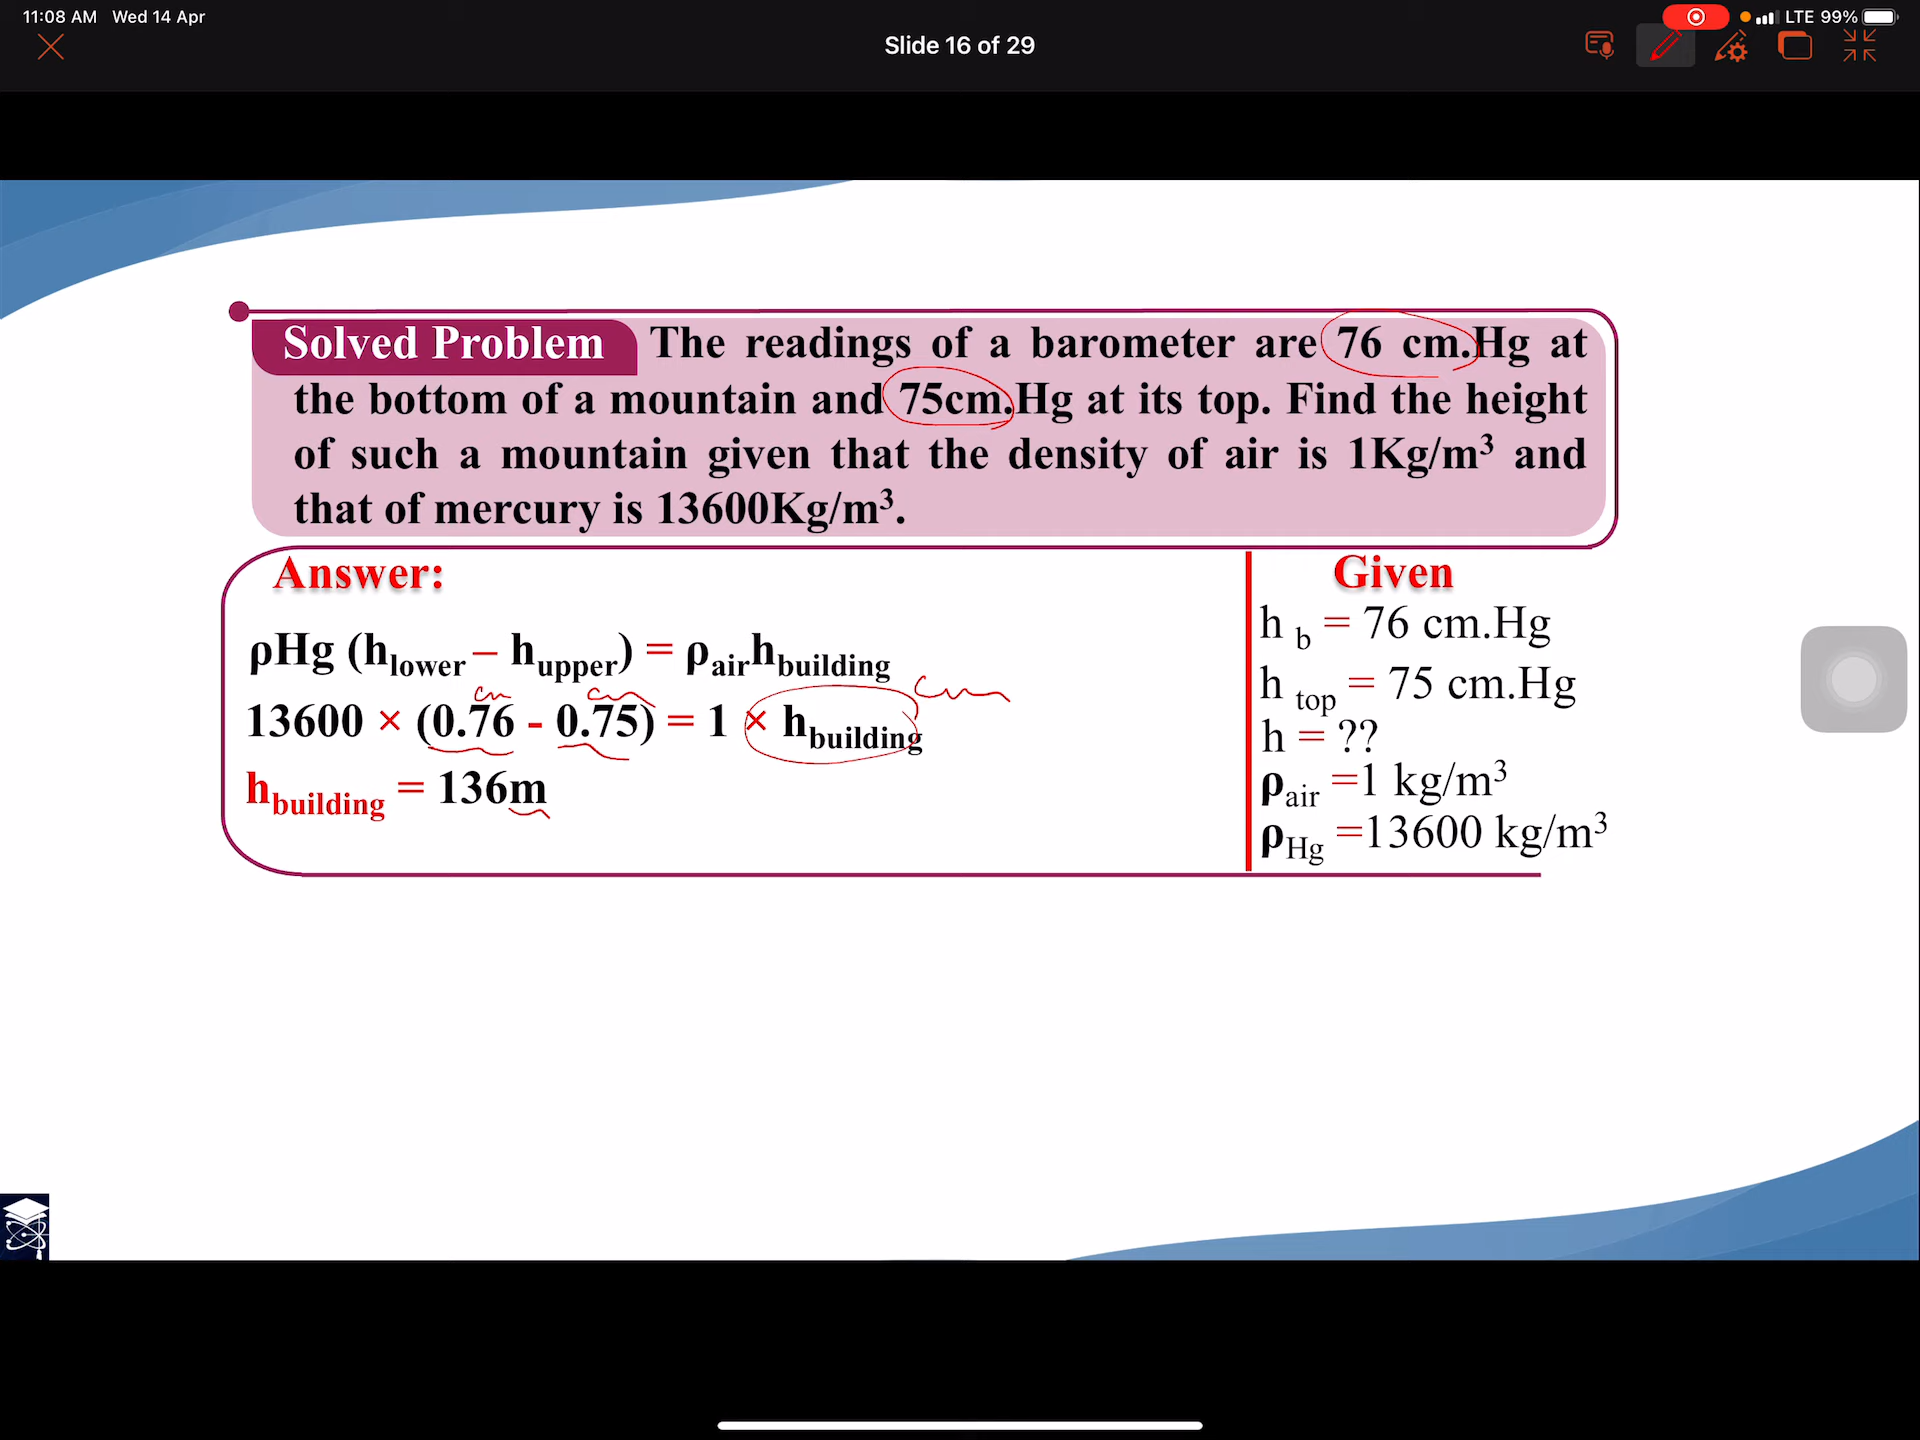 11:08 AM Wed 14 Apr
LTE 99%
Slide 16 of 29
Solved Problem The readings of a barometer are 76 cm.Hg at
the bottom of a mountain and 75cm.Hg at its top. Find the height
of such a mountain given that the density of air is 1Kg/m³ and
that of mercury is 13600Kg/m³.
Answer:
ρHg (hlower – hupper) = ρairhbuilding
cm cm cm
13600 × (0.76 - 0.75) = 1 × hbuilding
hbuilding = 136m
Given
h b = 76 cm.Hg
h top = 75 cm.Hg
h = ??
ρair =1 kg/m³
ρHg =13600 kg/m³